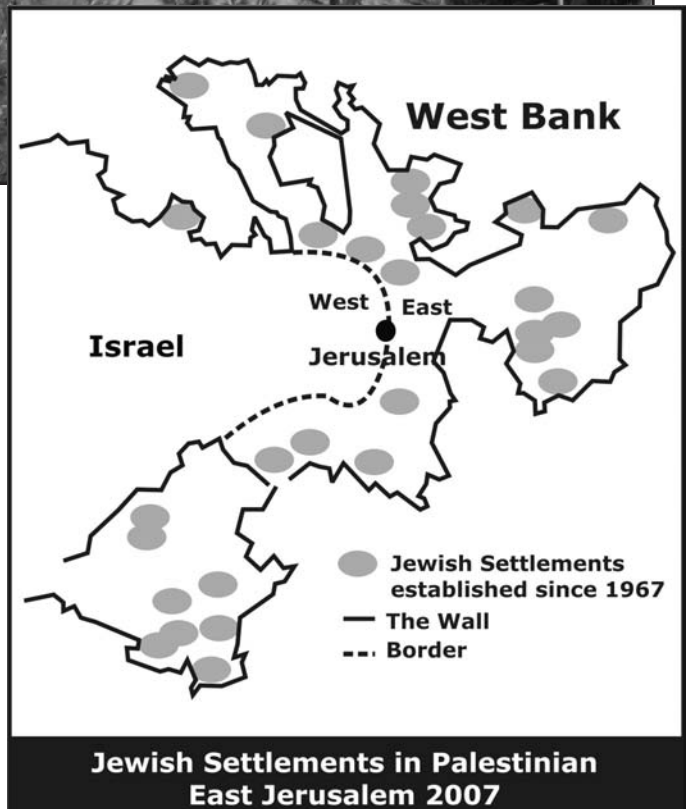 West Bank
West East
Israel
Jerusalem
Jewish Settlements
established since 1967
The Wall
Border
Jewish Settlements in Palestinian
East Jerusalem 2007